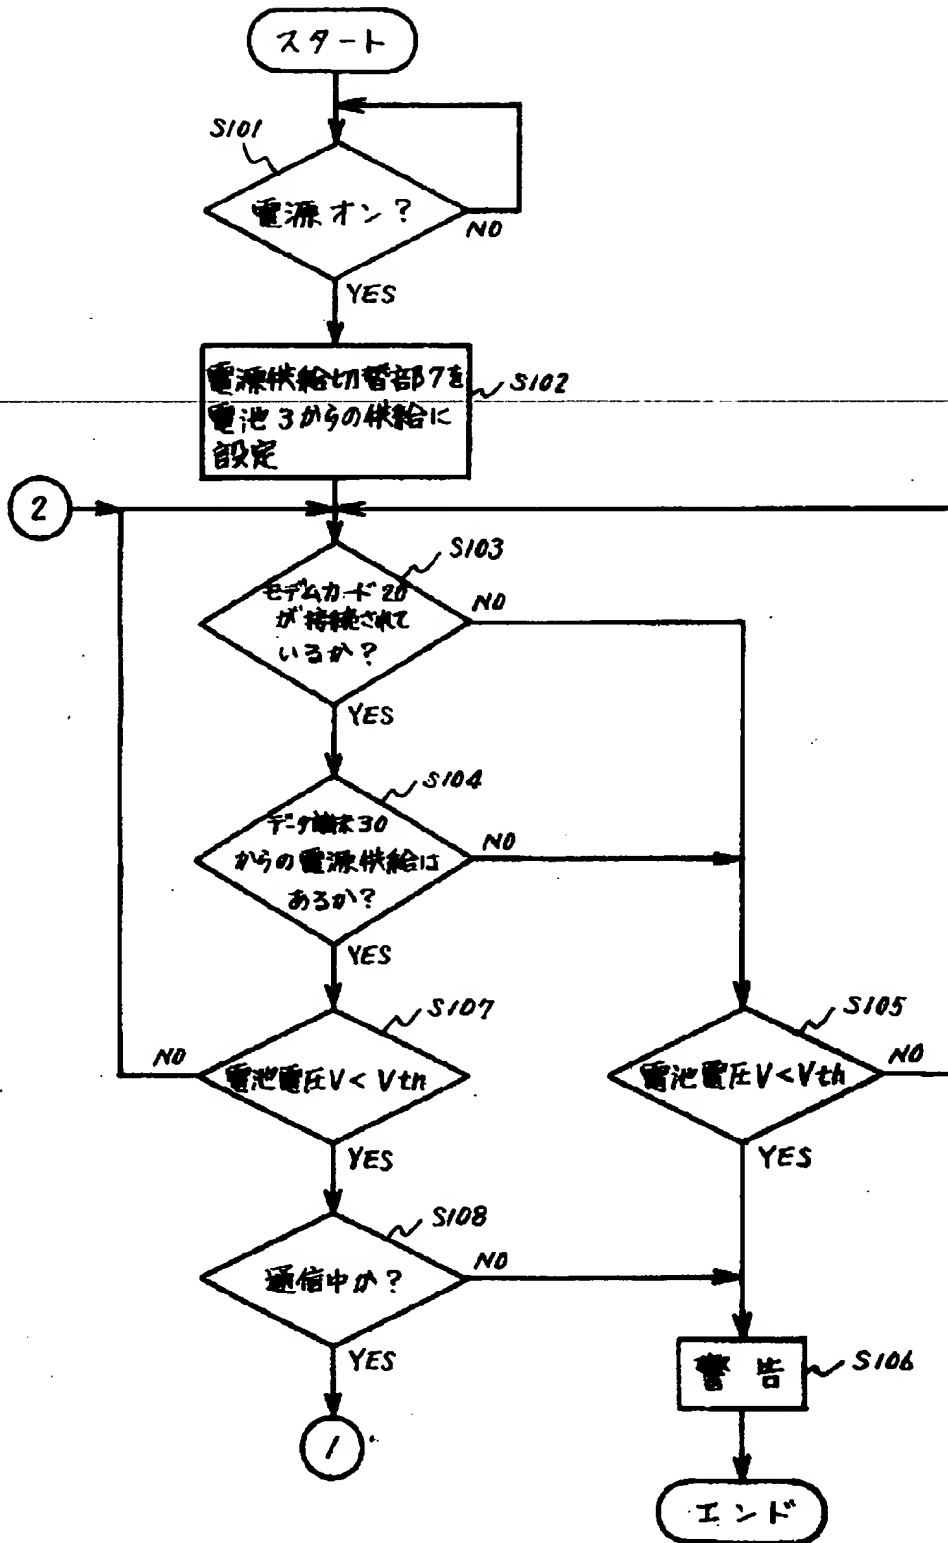 スタート
S101
電源オン?
NO
YES
電源供給切替部7を
電池3からの供給に
設定
S102
2
S103
モデムカード20
が接続されて
いるか?
NO
YES
S104
データ端末30
からの電源供給は
あるか?
NO
YES
S107
電池電圧V<Vth
NO
YES
S105
電池電圧V<Vth
NO
YES
S108
通信中か?
NO
YES
1
警告
S106
エンド